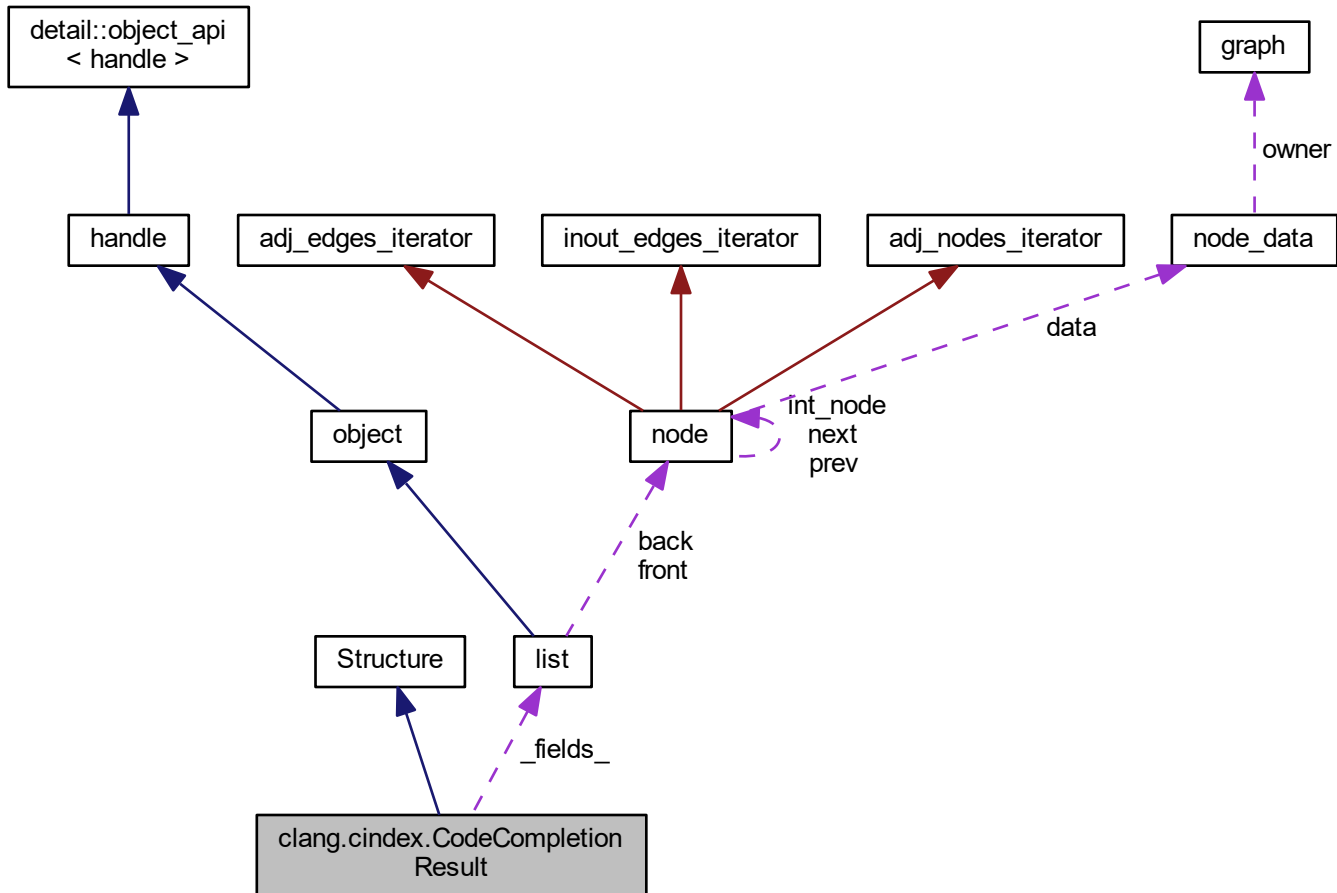 detail::object_api
< handle >
graph
owner
handle
adj_edges_iterator
inout_edges_iterator
adj_nodes_iterator
node_data
data
int_node
next
prev
object
node
back
front
Structure
list
_fields_
clang.cindex.CodeCompletion
Result